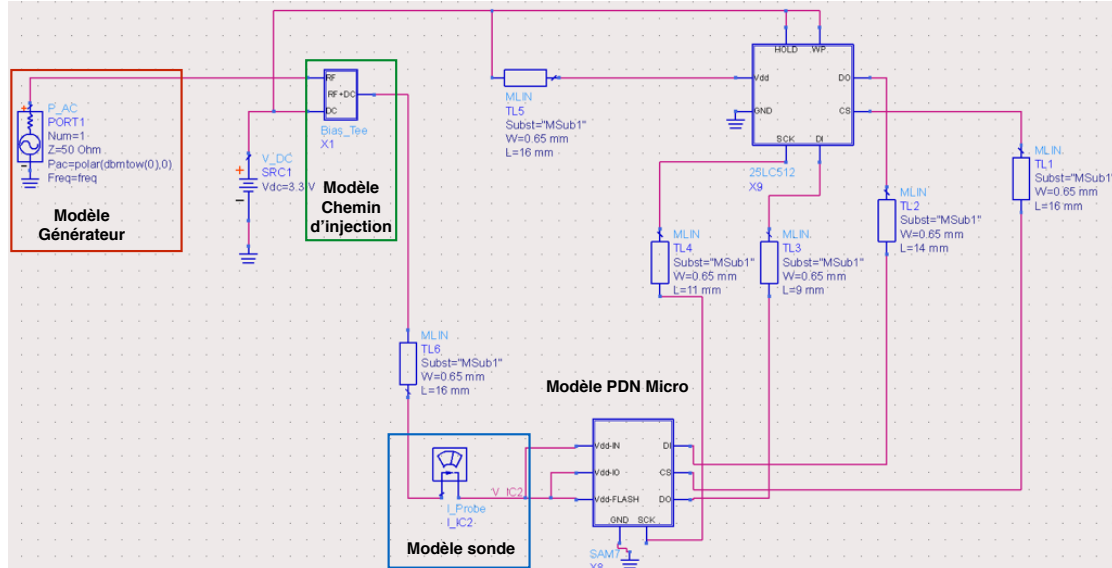 HOLD
WP
Vdd
DO
GND
CS
SCK
DI
25LC512
X9
MLIN
TL5
Subst="MSub1"
W=0.65 mm
L=16 mm
RF
RF+DC
DC
Bias_Tee
X1
Modèle
Chemin
d'injection
P_AC
PORT1
Num=1
Z=50 Ohm
Pac=polar(dbmtow(0),0)
Freq=freq
Modèle
Générateur
V_DC
SRC1
Vdc=3.3 V
MLIN
TL1
Subst="MSub1"
W=0.65 mm
L=16 mm
MLIN
TL2
Subst="MSub1"
W=0.65 mm
L=14 mm
MLIN
TL4
Subst="MSub1"
W=0.65 mm
L=11 mm
MLIN
TL3
Subst="MSub1"
W=0.65 mm
L=9 mm
MLIN
TL6
Subst="MSub1"
W=0.65 mm
L=16 mm
Modèle PDN Micro
Vdd-IN
DI
Vdd-IO
CS
Vdd-FLASH
DO
GND
SCK
SAM7
X8
V_IC2
I_Probe
I_IC2
Modèle sonde